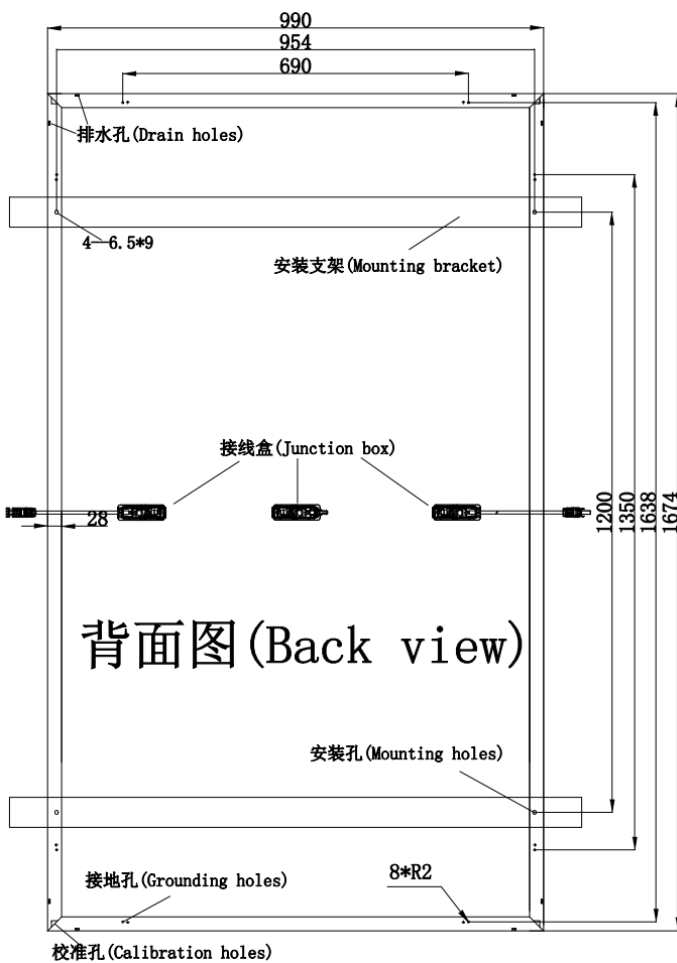 990
954
690
排水孔(Drain holes)
4—6.5*9
安装支架(Mounting bracket)
接线盒(Junction box)
28
1200
1350
1638
1674
背面图(Back view)
安装孔(Mounting holes)
接地孔(Grounding holes)
8*R2
校准孔(Calibration holes)